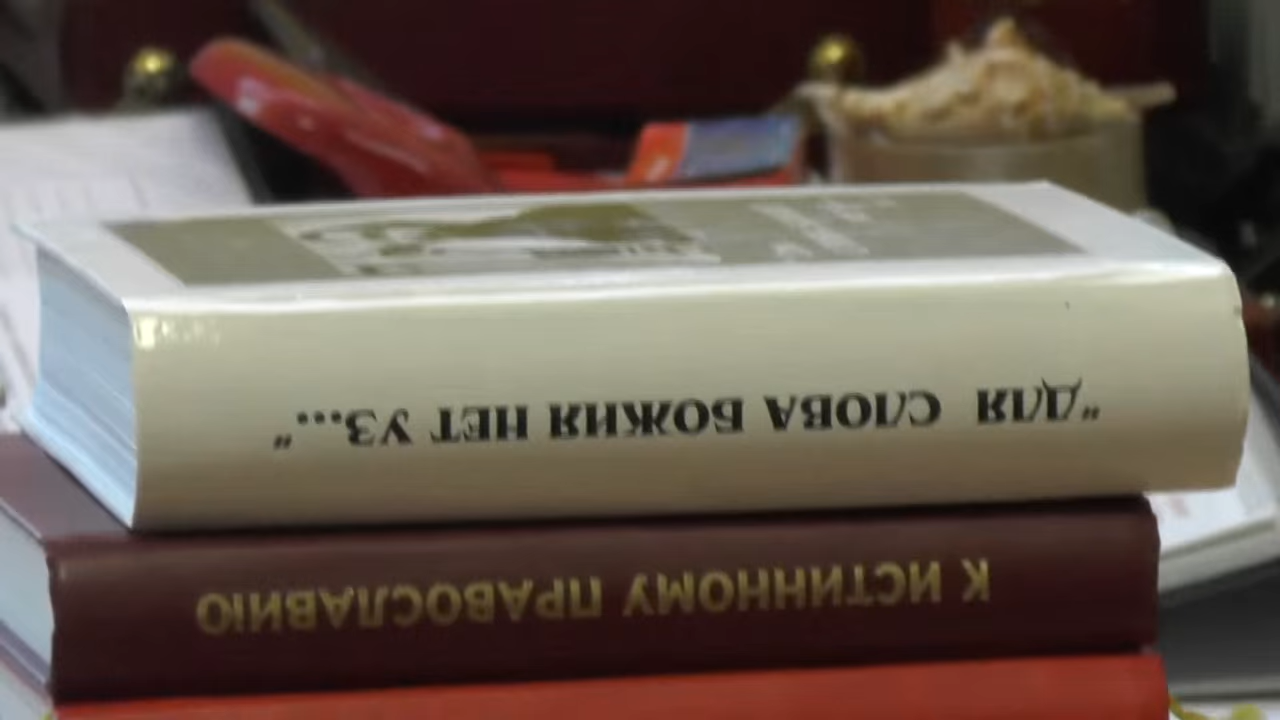 "ДЛЯ СЛОВА БОЖИЯ НЕТ УЗ..."
К ИСТИННОМУ ПРАВОСЛАВИЮ